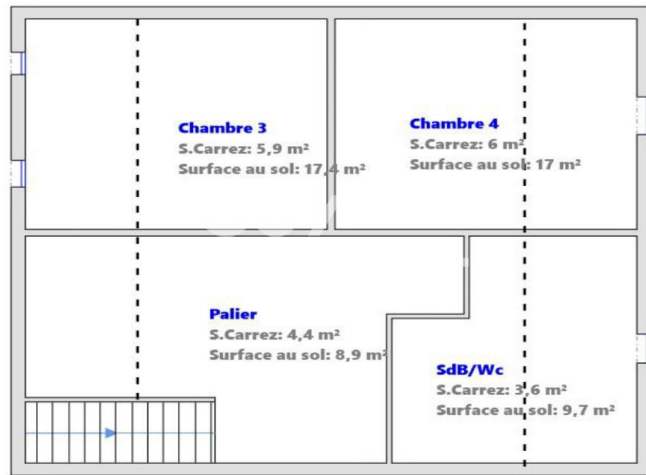 Chambre 3
S.Carrez: 5,9 m²
Surface au sol: 17,4 m²
Chambre 4
S.Carrez: 6 m²
Surface au sol: 17 m²
Palier
S.Carrez: 4,4 m²
Surface au sol: 8,9 m²
SdB/Wc
S.Carrez: 3,6 m²
Surface au sol: 9,7 m²